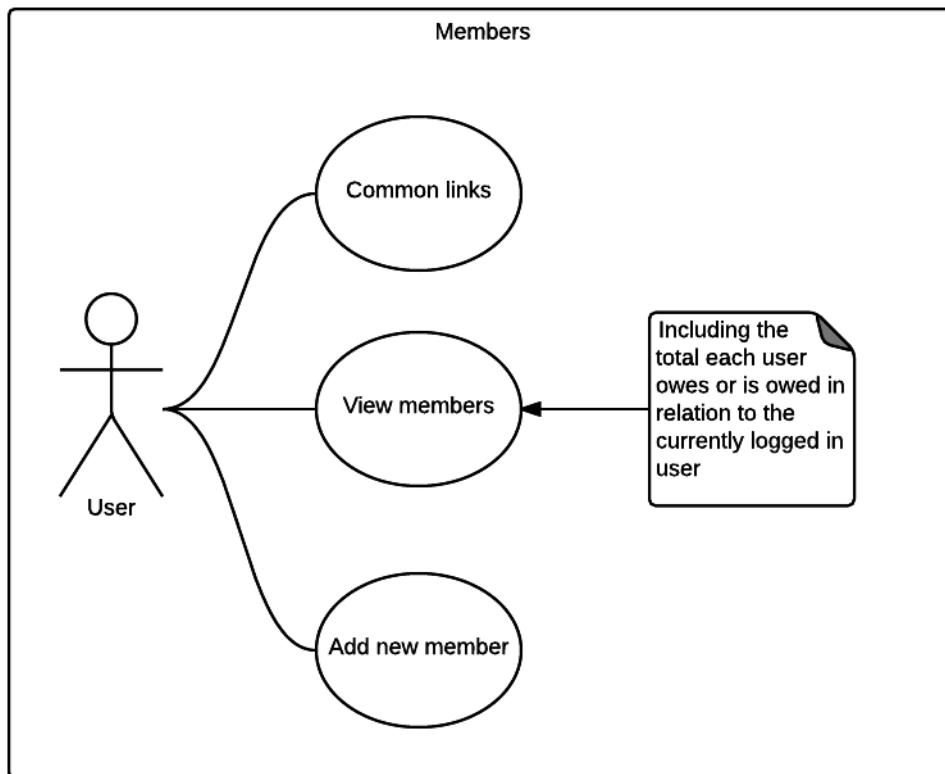 Members
Common links
Including the
total each user
owes or is owed in
relation to the
currently logged in
user
View members
User
Add new member